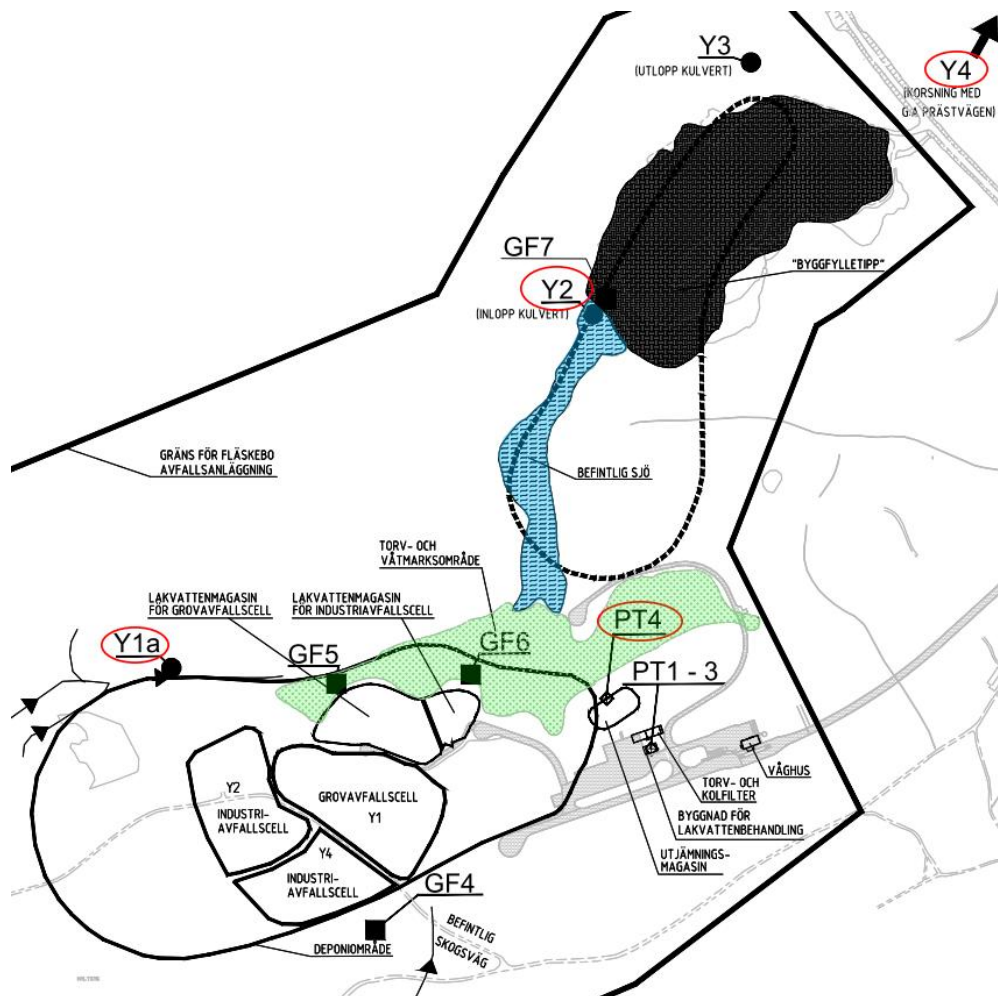 Y3
(UTLOPP KULVERT)
Y4
(KORSNING MED
GA PRÄSTVÄGEN)
GF7
"BYGGFYLLETIPP"
Y2
(INLOPP KULVERT)
GRÄNS FÖR FLÄSKEBO
AVFALLSANLÄGGNING
BEFINTLIG SJÖ
TORV- OCH
VÅTMARKSOMRÅDE
LAKVATTENMAGASIN
FÖR GROVAVFALLSCELL
LAKVATTENMAGASIN
FÖR INDUSTRIAVFALLSCELL
PT4
Y1a
GF5
GF6
PT1 - 3
VÅGHUS
TORV- OCH
KOLFILTER
BYGGNAD FÖR
LAKVATTENBEHANDLING
UTJÄMNINGS-
MAGASIN
Y2
INDUSTRI-
AVFALLSCELL
GROVAVFALLSCELL
Y1
Y4
INDUSTRI-
AVFALLSCELL
GF4
BEFINTLIG
SKOGSVÄG
DEPONIOMRÅDE